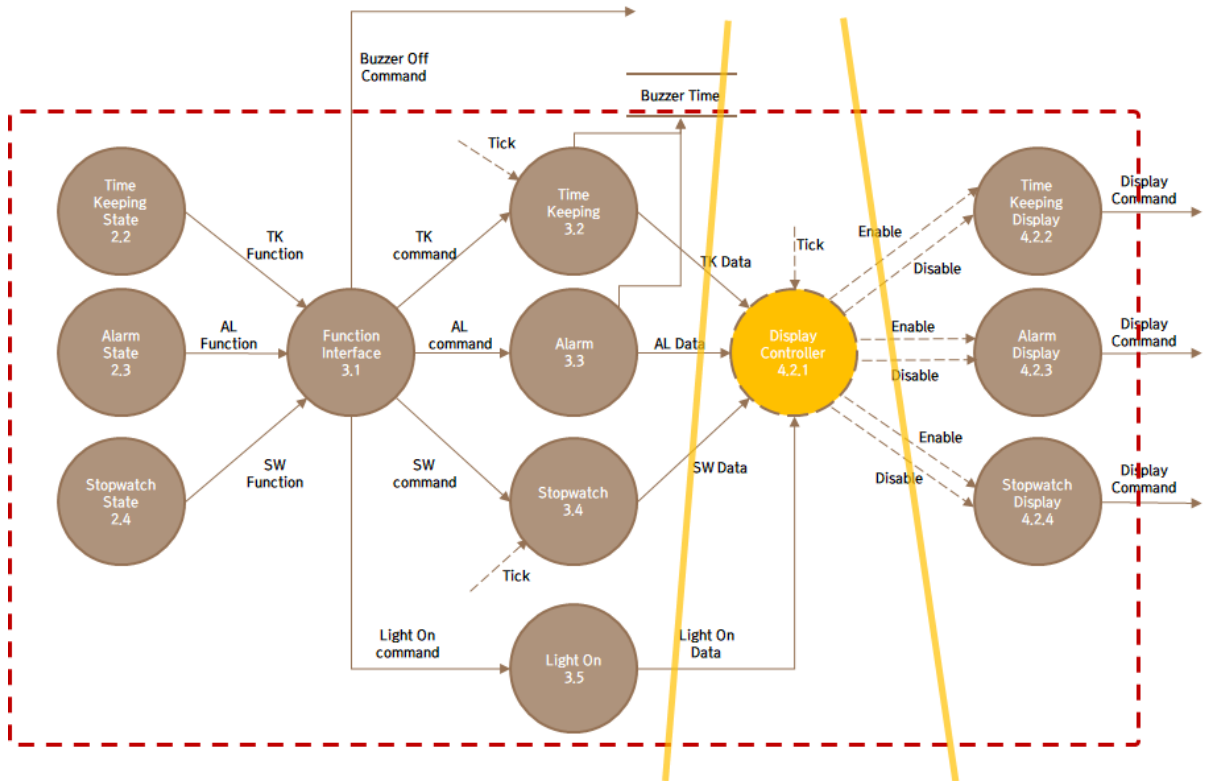 Buzzer Off
Command
Buzzer Time
Tick
Time
Keeping
State
2.2
TK
Function
TK
command
Time
Keeping
3.2
TK Data
Tick
Enable
Disable
Time
Keeping
Display
4.2.2
Display
Command
Alarm
State
2.3
AL
Function
Function
Interface
3.1
AL
command
Alarm
3.3
AL Data
Display
Controller
4.2.1
Enable
Disable
Alarm
Display
4.2.3
Display
Command
Stopwatch
State
2.4
SW
Function
SW
command
Stopwatch
3.4
Tick
SW Data
Enable
Disable
Stopwatch
Display
4.2.4
Display
Command
Light On
command
Light On
3.5
Light On
Data